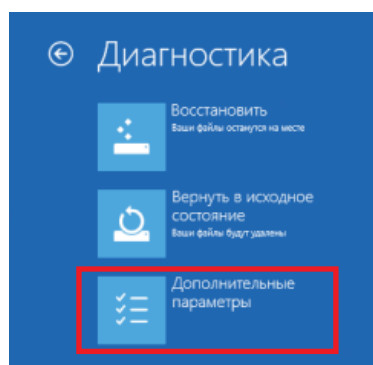 Диагностика
Восстановить
Ваши файлы останутся на месте
Вернуть в исходное
состояние
Ваши файлы будут удалены
Дополнительные
параметры